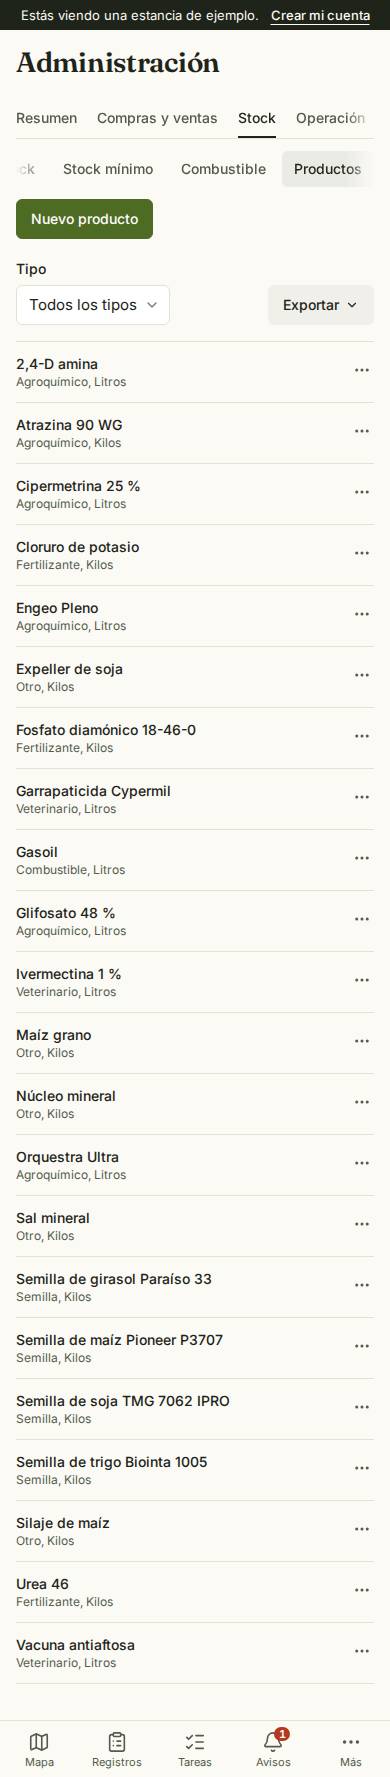 Estás viendo una estancia de ejemplo. Crear mi cuenta
Administración
Resumen Compras y ventas Stock Operación
ck Stock mínimo Combustible Productos
Nuevo producto
Tipo
Todos los tipos Exportar
2,4-D amina
Agroquímico, Litros
Atrazina 90 WG
Agroquímico, Kilos
Cipermetrina 25 %
Agroquímico, Litros
Cloruro de potasio
Fertilizante, Kilos
Engeo Pleno
Agroquímico, Litros
Expeller de soja
Otro, Kilos
Fosfato diamónico 18-46-0
Fertilizante, Kilos
Garrapaticida Cypermil
Veterinario, Litros
Gasoil
Combustible, Litros
Glifosato 48 %
Agroquímico, Litros
Ivermectina 1 %
Veterinario, Litros
Maíz grano
Otro, Kilos
Núcleo mineral
Otro, Kilos
Orquestra Ultra
Agroquímico, Litros
Sal mineral
Otro, Kilos
Semilla de girasol Paraíso 33
Semilla, Kilos
Semilla de maíz Pioneer P3707
Semilla, Kilos
Semilla de soja TMG 7062 IPRO
Semilla, Kilos
Semilla de trigo Biointa 1005
Semilla, Kilos
Silaje de maíz
Otro, Kilos
Urea 46
Fertilizante, Kilos
Vacuna antiaftosa
Veterinario, Litros
1
Mapa Registros Tareas Avisos Más